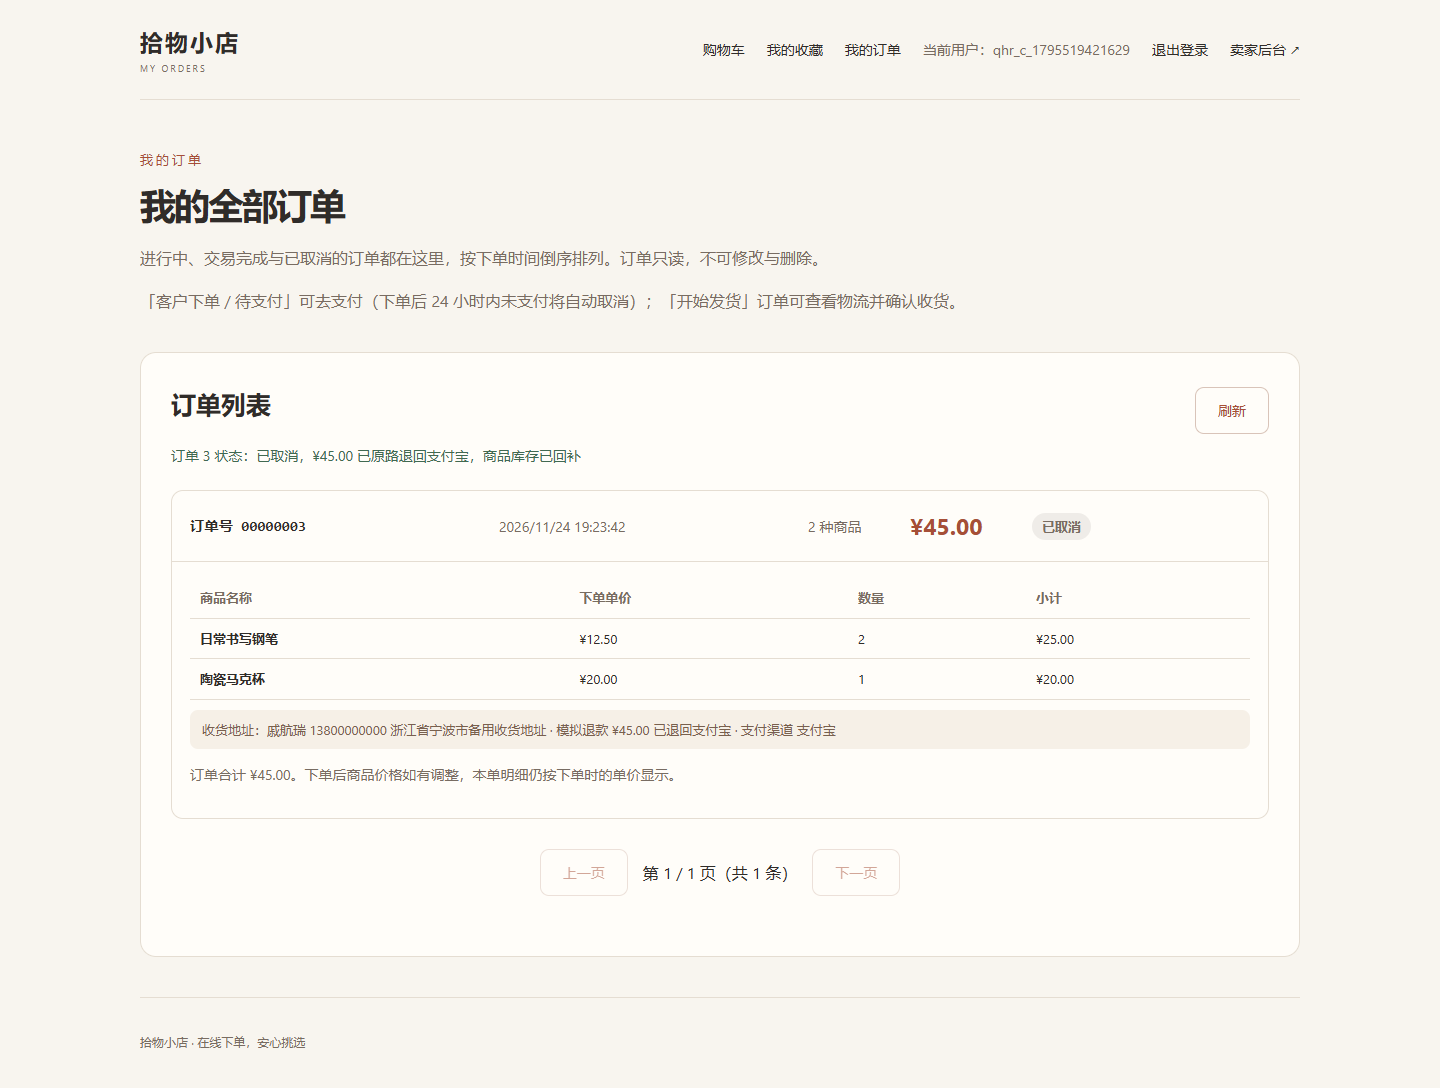 拾物小店
MY ORDERS
购物车 我的收藏 我的订单 当前用户：qhr_c_1795519421629 退出登录 卖家后台 ↗
我的订单
我的全部订单
进行中、交易完成与已取消的订单都在这里，按下单时间倒序排列。订单只读，不可修改与删除。
「客户下单 / 待支付」可去支付（下单后 24 小时内未支付将自动取消）；「开始发货」订单可查看物流并确认收货。
订单列表
刷新
订单 3 状态：已取消，¥45.00 已原路退回支付宝，商品库存已回补
订单号 00000003 2026/11/24 19:23:42 2 种商品 ¥45.00 已取消
商品名称 下单单价 数量 小计
日常书写钢笔 ¥12.50 2 ¥25.00
陶瓷马克杯 ¥20.00 1 ¥20.00
收货地址：戚航瑞 13800000000 浙江省宁波市备用收货地址 · 模拟退款 ¥45.00 已退回支付宝 · 支付渠道 支付宝
订单合计 ¥45.00。下单后商品价格如有调整，本单明细仍按下单时的单价显示。
上一页 第 1 / 1 页（共 1 条） 下一页
拾物小店 · 在线下单，安心挑选